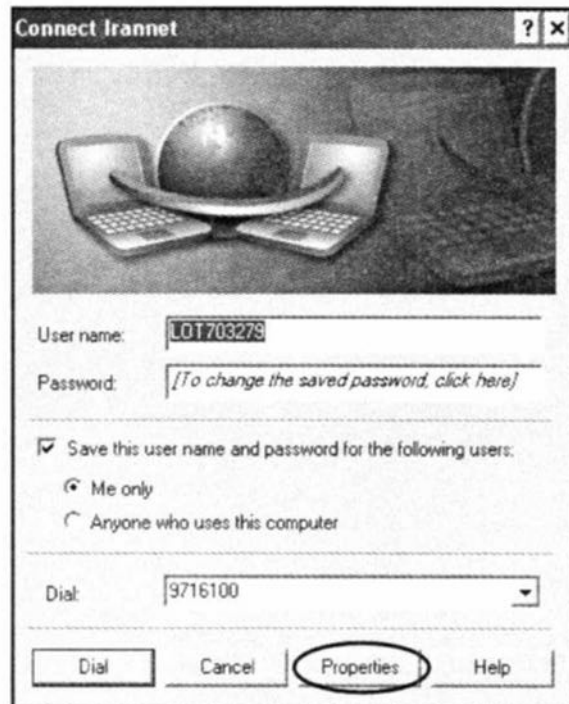 Connect Irannet
User name: LOT703279
Password: [To change the saved password, click here]
Save this user name and password for the following users:
Me only
Anyone who uses this computer
Dial: 9716100
Dial Cancel Properties Help